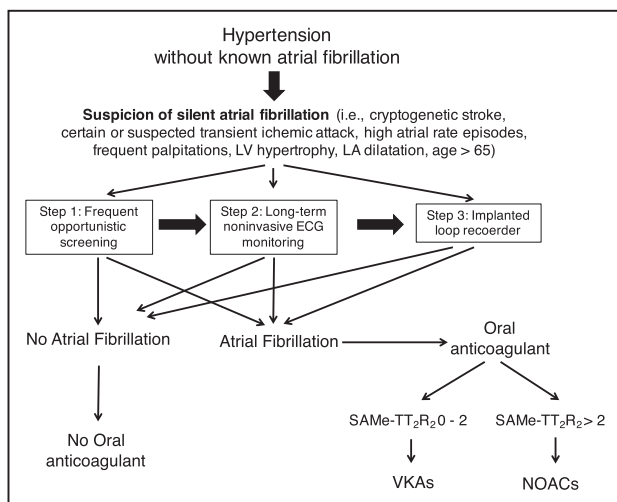 Hypertension
without known atrial fibrillation
Suspicion of silent atrial fibrillation (i.e., cryptogenetic stroke,
certain or suspected transient ichemic attack, high atrial rate episodes,
frequent palpitations, LV hypertrophy, LA dilatation, age > 65)
Step 1: Frequent
opportunistic
screening
Step 2: Long-term
noninvasive ECG
monitoring
Step 3: Implanted
loop recoerder
No Atrial Fibrillation
Atrial Fibrillation
Oral
anticoagulant
No Oral
anticoagulant
SAMe-TT₂R₂ 0 - 2
SAMe-TT₂R₂ > 2
VKAs
NOACs